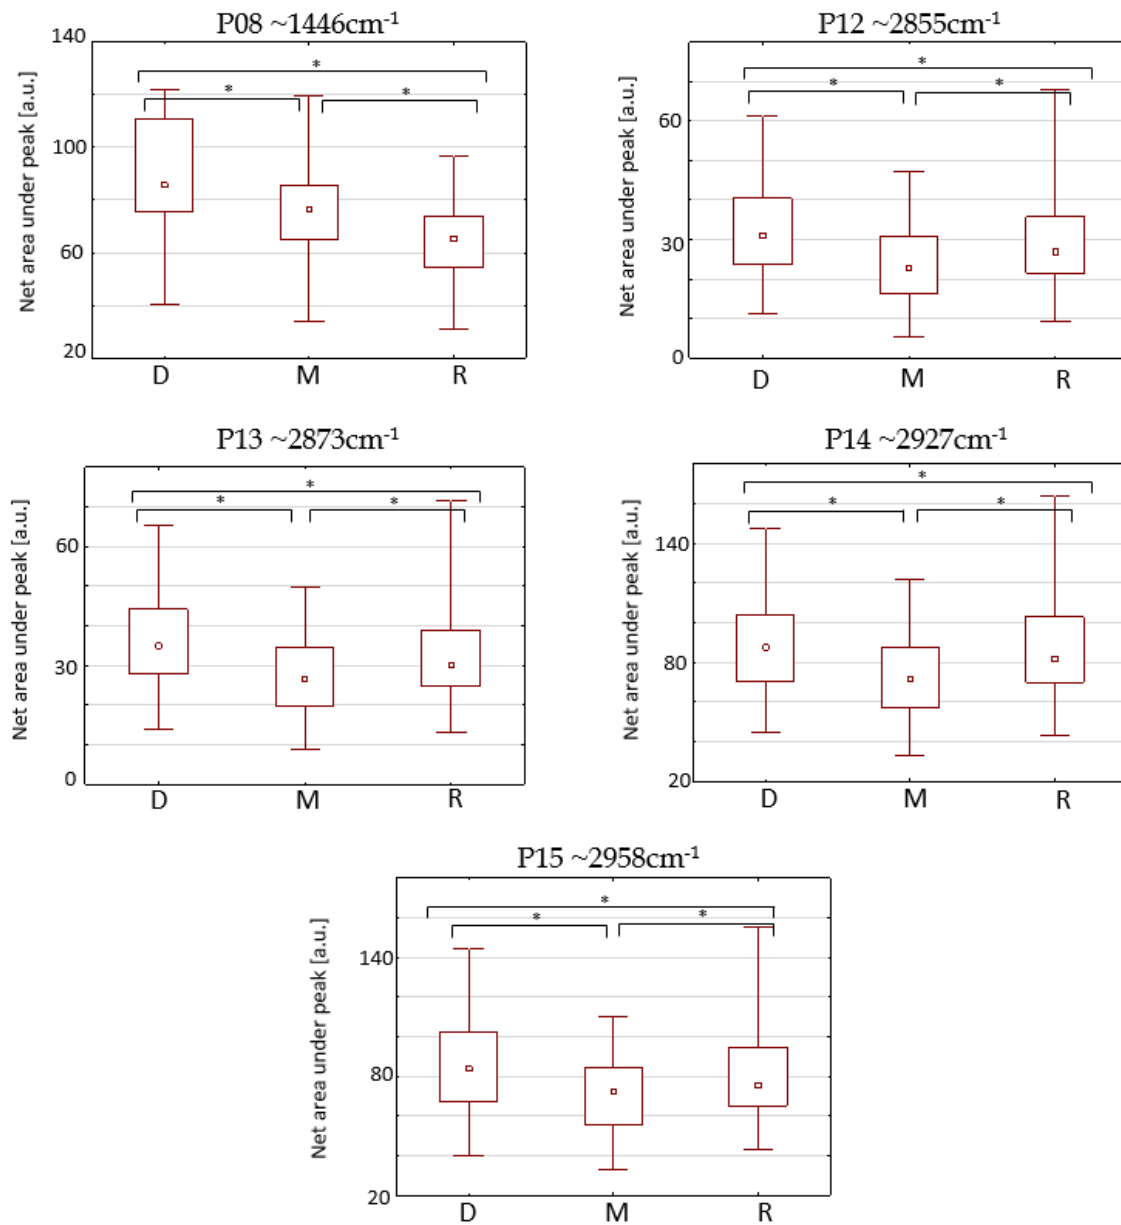 P08 ~1446cm-1
Net area under peak [a.u.]
140
100
60
20
*
*
*
D M R
P12 ~2855cm-1
Net area under peak [a.u.]
60
30
0
*
*
*
D M R
P13 ~2873cm-1
Net area under peak [a.u.]
60
30
0
*
*
*
D M R
P14 ~2927cm-1
Net area under peak [a.u.]
140
80
20
*
*
*
D M R
P15 ~2958cm-1
Net area under peak [a.u.]
140
80
20
*
*
*
D M R